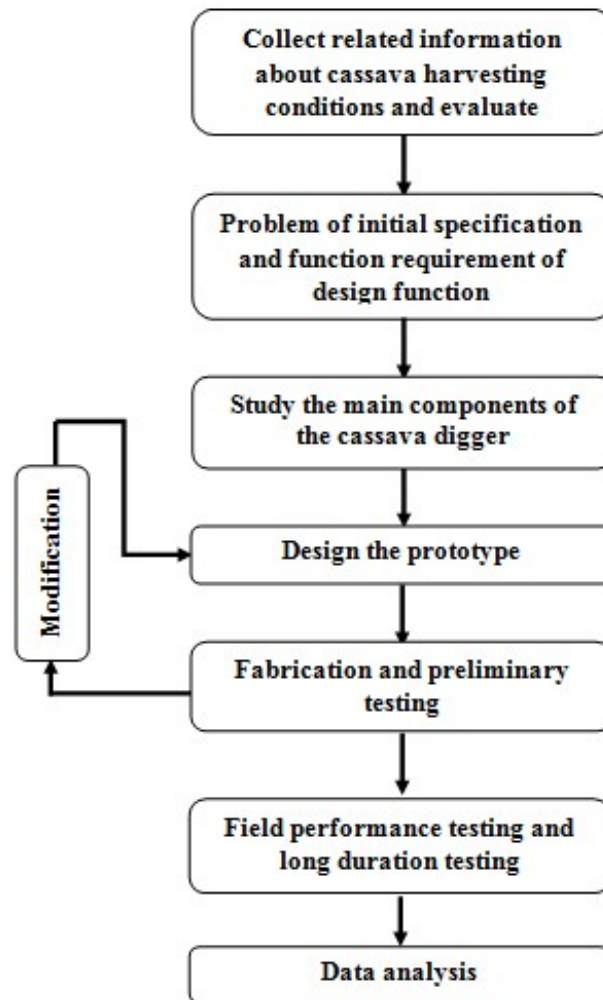 Collect related information
about cassava harvesting
conditions and evaluate
Problem of initial specification
and function requirement of
design function
Study the main components of
the cassava digger
Design the prototype
Modification
Fabrication and preliminary
testing
Field performance testing and
long duration testing
Data analysis